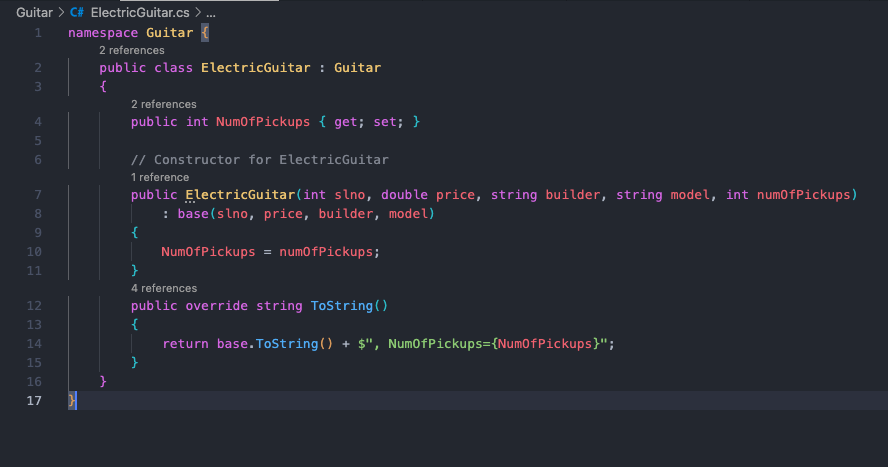 Guitar > C# ElectricGuitar.cs > ...
1 namespace Guitar {
2 references
2 public class ElectricGuitar : Guitar
3 {
2 references
4 public int NumOfPickups { get; set; }
5
6 // Constructor for ElectricGuitar
1 reference
7 public ElectricGuitar(int slno, double price, string builder, string model, int numOfPickups)
8 : base(slno, price, builder, model)
9 {
10 NumOfPickups = numOfPickups;
11 }
4 references
12 public override string ToString()
13 {
14 return base.ToString() + $", NumOfPickups={NumOfPickups}";
15 }
16 }
17 }